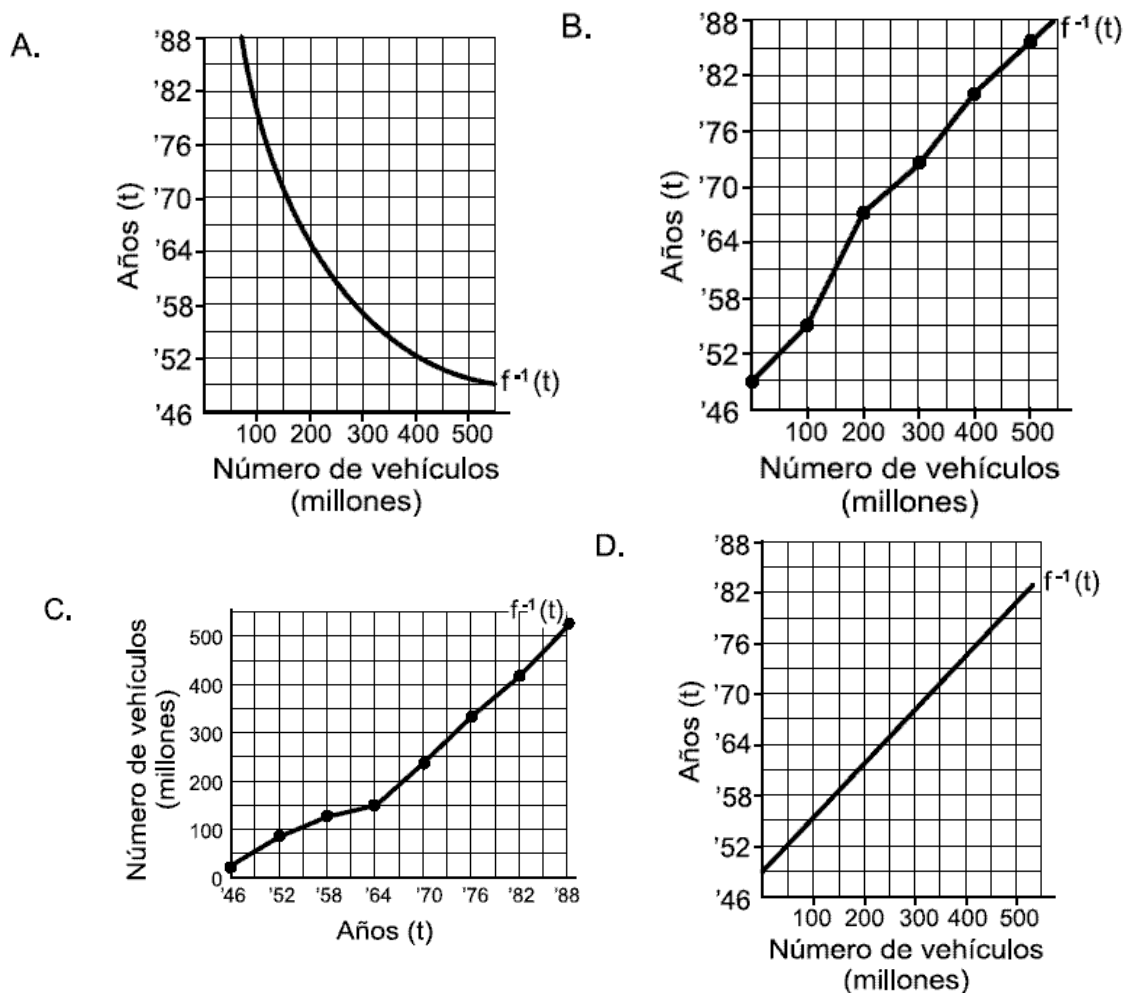 A.
Años (t)
'88
'82
'76
'70
'64
'58
'52
'46
f⁻¹(t)
100 200 300 400 500
Número de vehículos
(millones)
B.
Años (t)
'88
'82
'76
'70
'64
'58
'52
'46
f⁻¹(t)
100 200 300 400 500
Número de vehículos
(millones)
C.
Número de vehículos
(millones)
500
400
300
200
100
0
f⁻¹(t)
'46 '52 '58 '64 '70 '76 '82 '88
Años (t)
D.
Años (t)
'88
'82
'76
'70
'64
'58
'52
'46
f⁻¹(t)
100 200 300 400 500
Número de vehículos
(millones)